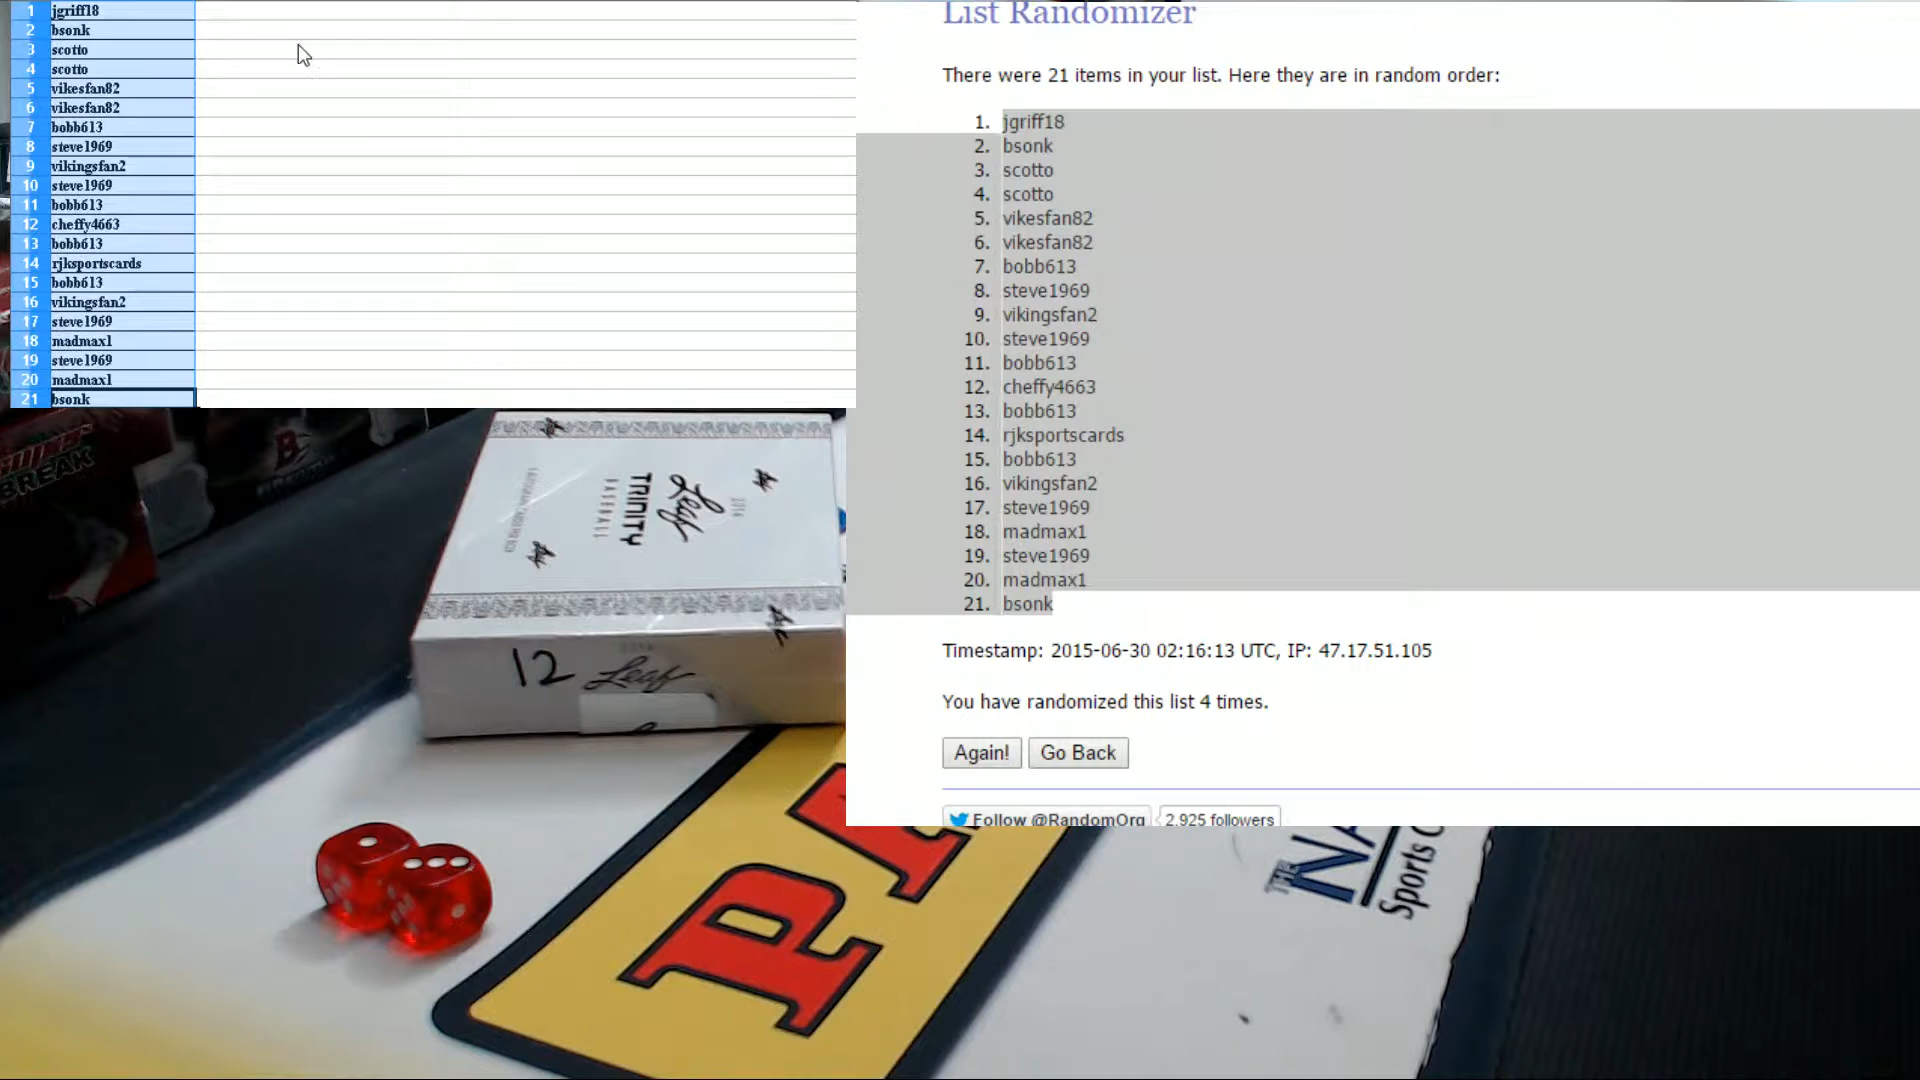 1 jgriff18
2 bsonk
3 scotto
4 scotto
5 vikesfan82
6 vikesfan82
7 bobb613
8 steve1969
9 vikingsfan2
10 steve1969
11 bobb613
12 cheffy4663
13 bobb613
14 rjksportscards
15 bobb613
16 vikingsfan2
17 steve1969
18 madmax1
19 steve1969
20 madmax1
21 bsonk
List Randomizer
There were 21 items in your list. Here they are in random order:
1. jgriff18
2. bsonk
3. scotto
4. scotto
5. vikesfan82
6. vikesfan82
7. bobb613
8. steve1969
9. vikingsfan2
10. steve1969
11. bobb613
12. cheffy4663
13. bobb613
14. rjksportscards
15. bobb613
16. vikingsfan2
17. steve1969
18. madmax1
19. steve1969
20. madmax1
21. bsonk
Timestamp: 2015-06-30 02:16:13 UTC, IP: 47.17.51.105
You have randomized this list 4 times.
Again! Go Back
Follow @RandomOrg 2,925 followers
BREAK
2014
Leaf
TRINITY
BASEBALL
12 Leaf
PA
THE NA
Sports C